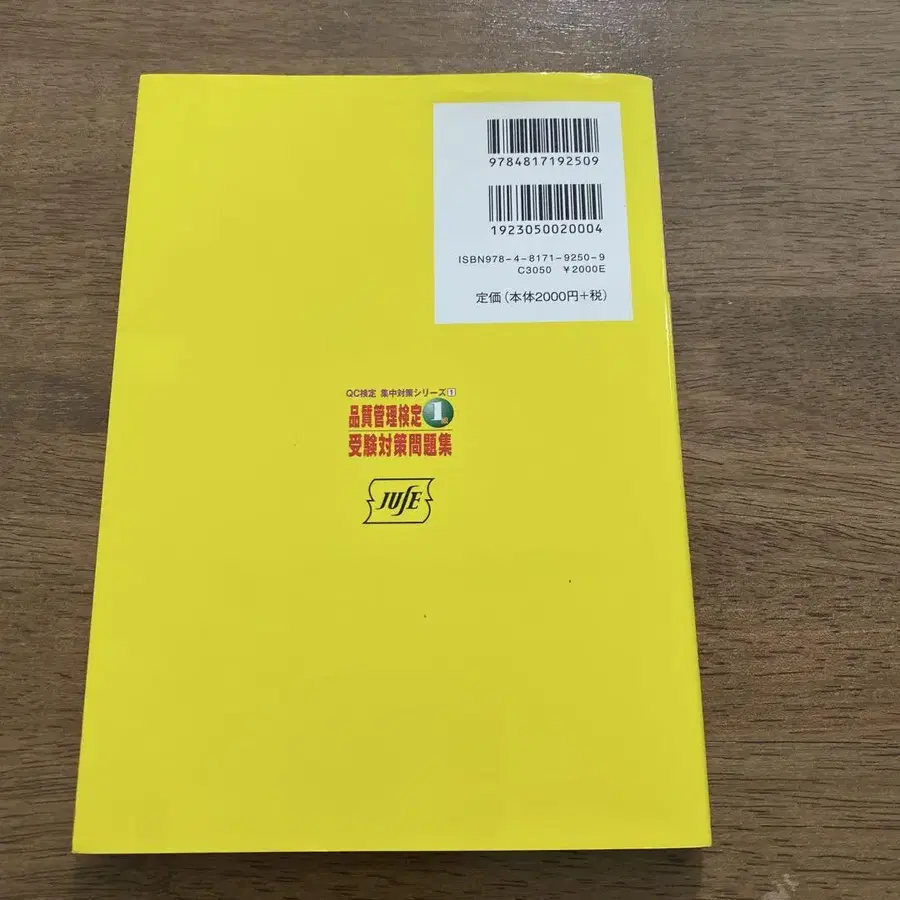 9784817192509
1923050020004
ISBN978-4-8171-9250-9
C3050 ¥2000E
定価(本体2000円+税)
QC検定 集中対策シリーズ1
品質管理検定1級
受験対策問題集
JUSE